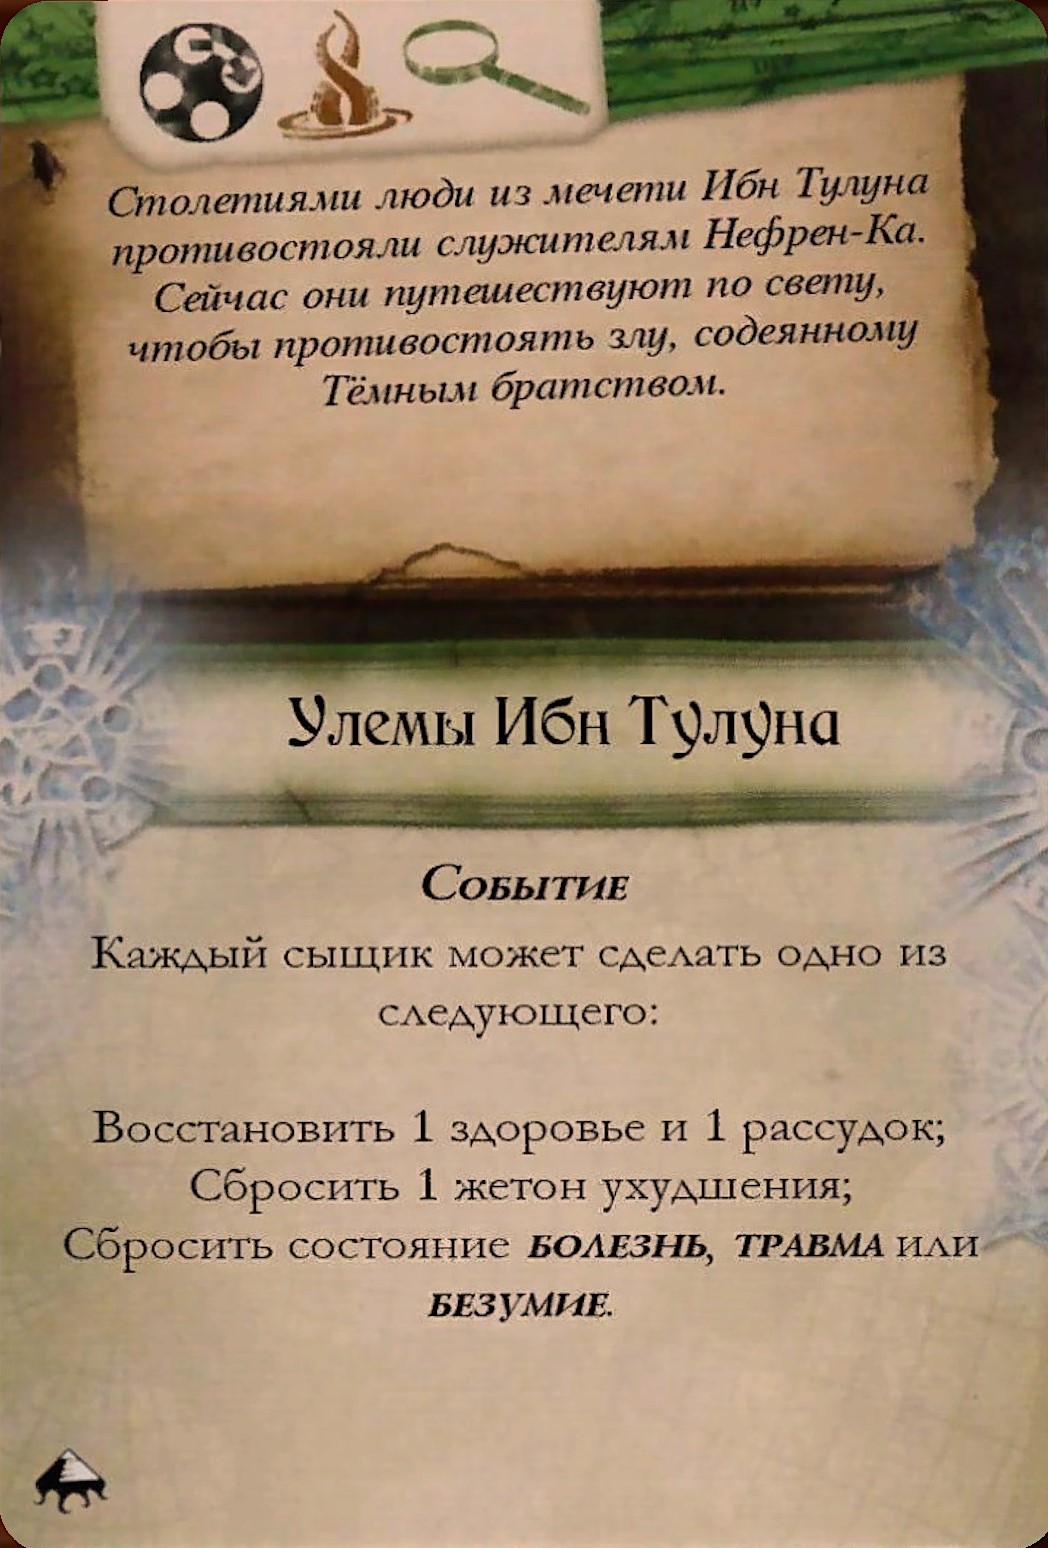 Столетиями люди из мечети Ибн Тулуна
противостояли служителям Нефрен-Ка.
Сейчас они путешествуют по свету,
чтобы противостоять злу, содеянному
Тёмным братством.
Улемы Ибн Тулуна
Событие
Каждый сыщик может сделать одно из
следующего:
Восстановить 1 здоровье и 1 рассудок;
Сбросить 1 жетон ухудшения;
Сбросить состояние БОЛЕЗНЬ, ТРАВМА или
БЕЗУМИЕ.